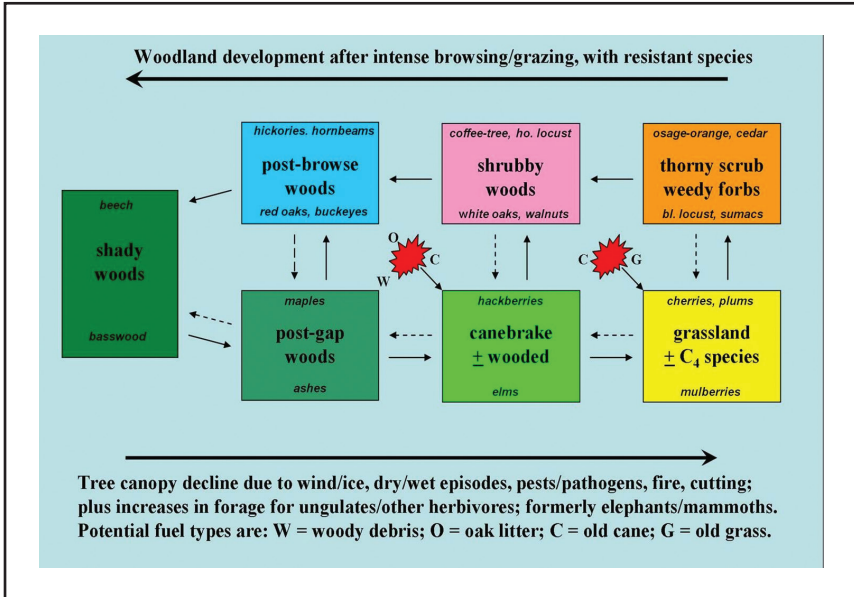 Woodland development after intense browsing/grazing, with resistant species
hickories. hornbeams
post-browse
woods
red oaks, buckeyes
coffee-tree, ho. locust
shrubby
woods
white oaks, walnuts
osage-orange, cedar
thorny scrub
weedy forbs
bl. locust, sumacs
beech
shady
woods
basswood
O
C
W
C
G
maples
post-gap
woods
ashes
hackberries
canebrake
± wooded
elms
cherries, plums
grassland
± C₄ species
mulberries
Tree canopy decline due to wind/ice, dry/wet episodes, pests/pathogens, fire, cutting;
plus increases in forage for ungulates/other herbivores; formerly elephants/mammoths.
Potential fuel types are: W = woody debris; O = oak litter; C = old cane; G = old grass.